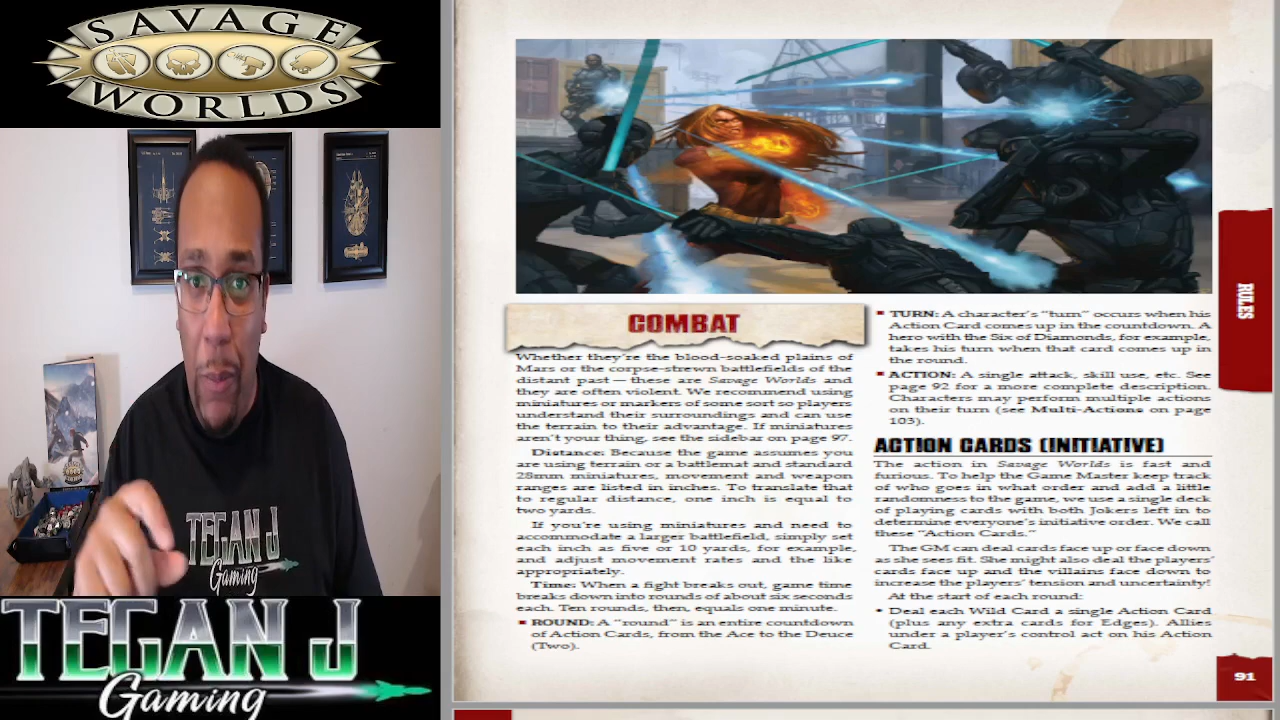 SAVAGE
WORLDS
TEGAN J
Gaming
TEGAN J
Gaming
COMBAT
Whether they're the blood-soaked plains of
Mars or the corpse-strewn battlefields of the
distant past — these are Savage Worlds and
they are often violent. We recommend using
miniatures or markers of some sort so players
understand their surroundings and can use
the terrain to their advantage. If miniatures
aren't your thing, see the sidebar on page 97.
Distance: Because the game assumes you
are using terrain or a battlemat and standard
28mm miniatures, movement and weapon
ranges are listed in inches. To translate that
to regular distance, one inch is equal to
two yards.
If you're using miniatures and need to
accommodate a larger battlefield, simply set
each inch as five or 10 yards, for example,
and adjust movement rates and the like
appropriately.
Time: When a fight breaks out, game time
breaks down into rounds of about six seconds
each. Ten rounds, then, equals one minute.
ROUND: A "round" is an entire countdown
of Action Cards, from the Ace to the Deuce
(Two).
TURN: A character's "turn" occurs when his
Action Card comes up in the countdown. A
hero with the Six of Diamonds, for example,
takes his turn when that card comes up in
the round.
ACTION: A single attack, skill use, etc. See
page 92 for a more complete description.
Characters may perform multiple actions
on their turn (see Multi-Actions on page
103).
ACTION CARDS (INITIATIVE)
The action in Savage Worlds is fast and
furious. To help the Game Master keep track
of who goes in what order and add a little
randomness to the game, we use a single deck
of playing cards with both Jokers left in to
determine everyone's initiative order. We call
these "Action Cards."
The GM can deal cards face up or face down
as she sees fit. She might also deal the players'
cards face up and the villains face down to
increase the players' tension and uncertainty!
At the start of each round:
• Deal each Wild Card a single Action Card
(plus any extra cards for Edges). Allies
under a player's control act on his Action
Card.
RULES
91